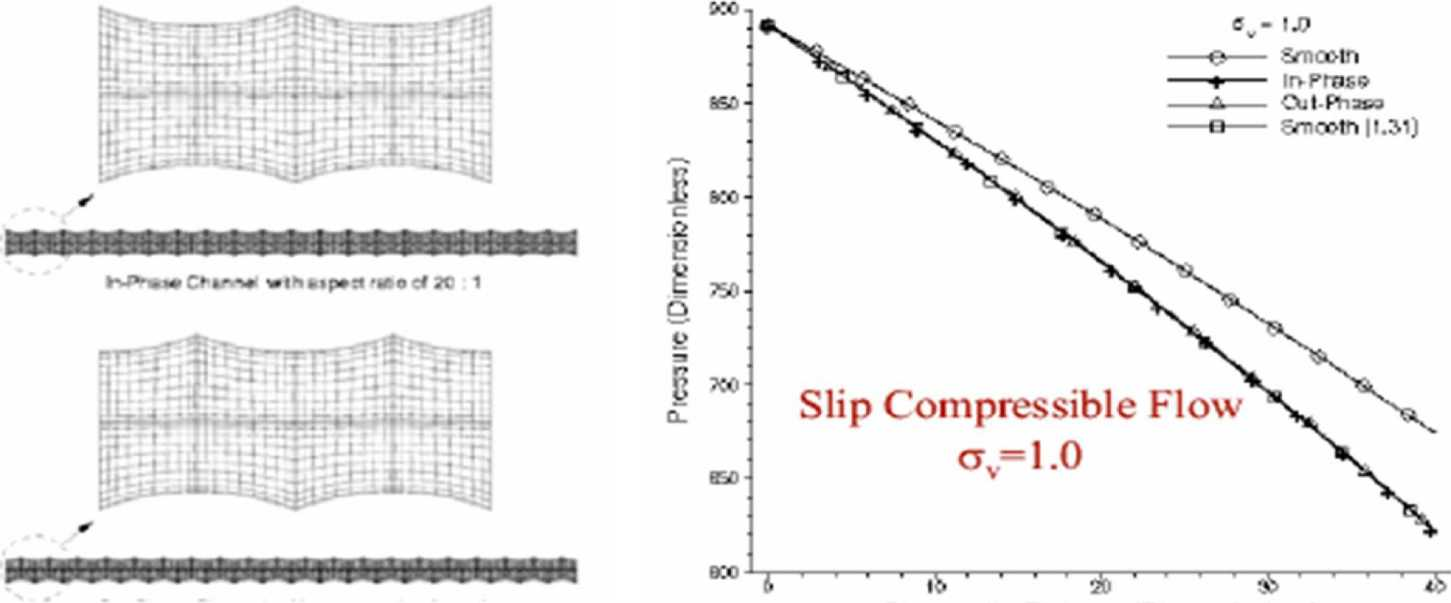 In-Phase Channel with aspect ratio of 20 : 1
900
850
800
750
700
650
600
Pressure (Dimensionless)
σv = 1.0
Smooth
In-Phase
Out-Phase
Smooth (1.31)
Slip Compressible Flow
σv=1.0
0
10
20
30
40